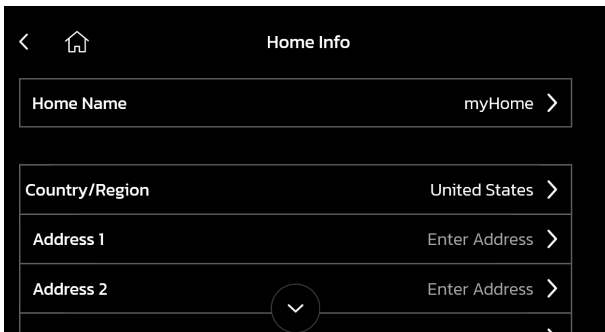 Home Info
Home Name myHome
Country/Region United States
Address 1 Enter Address
Address 2 Enter Address